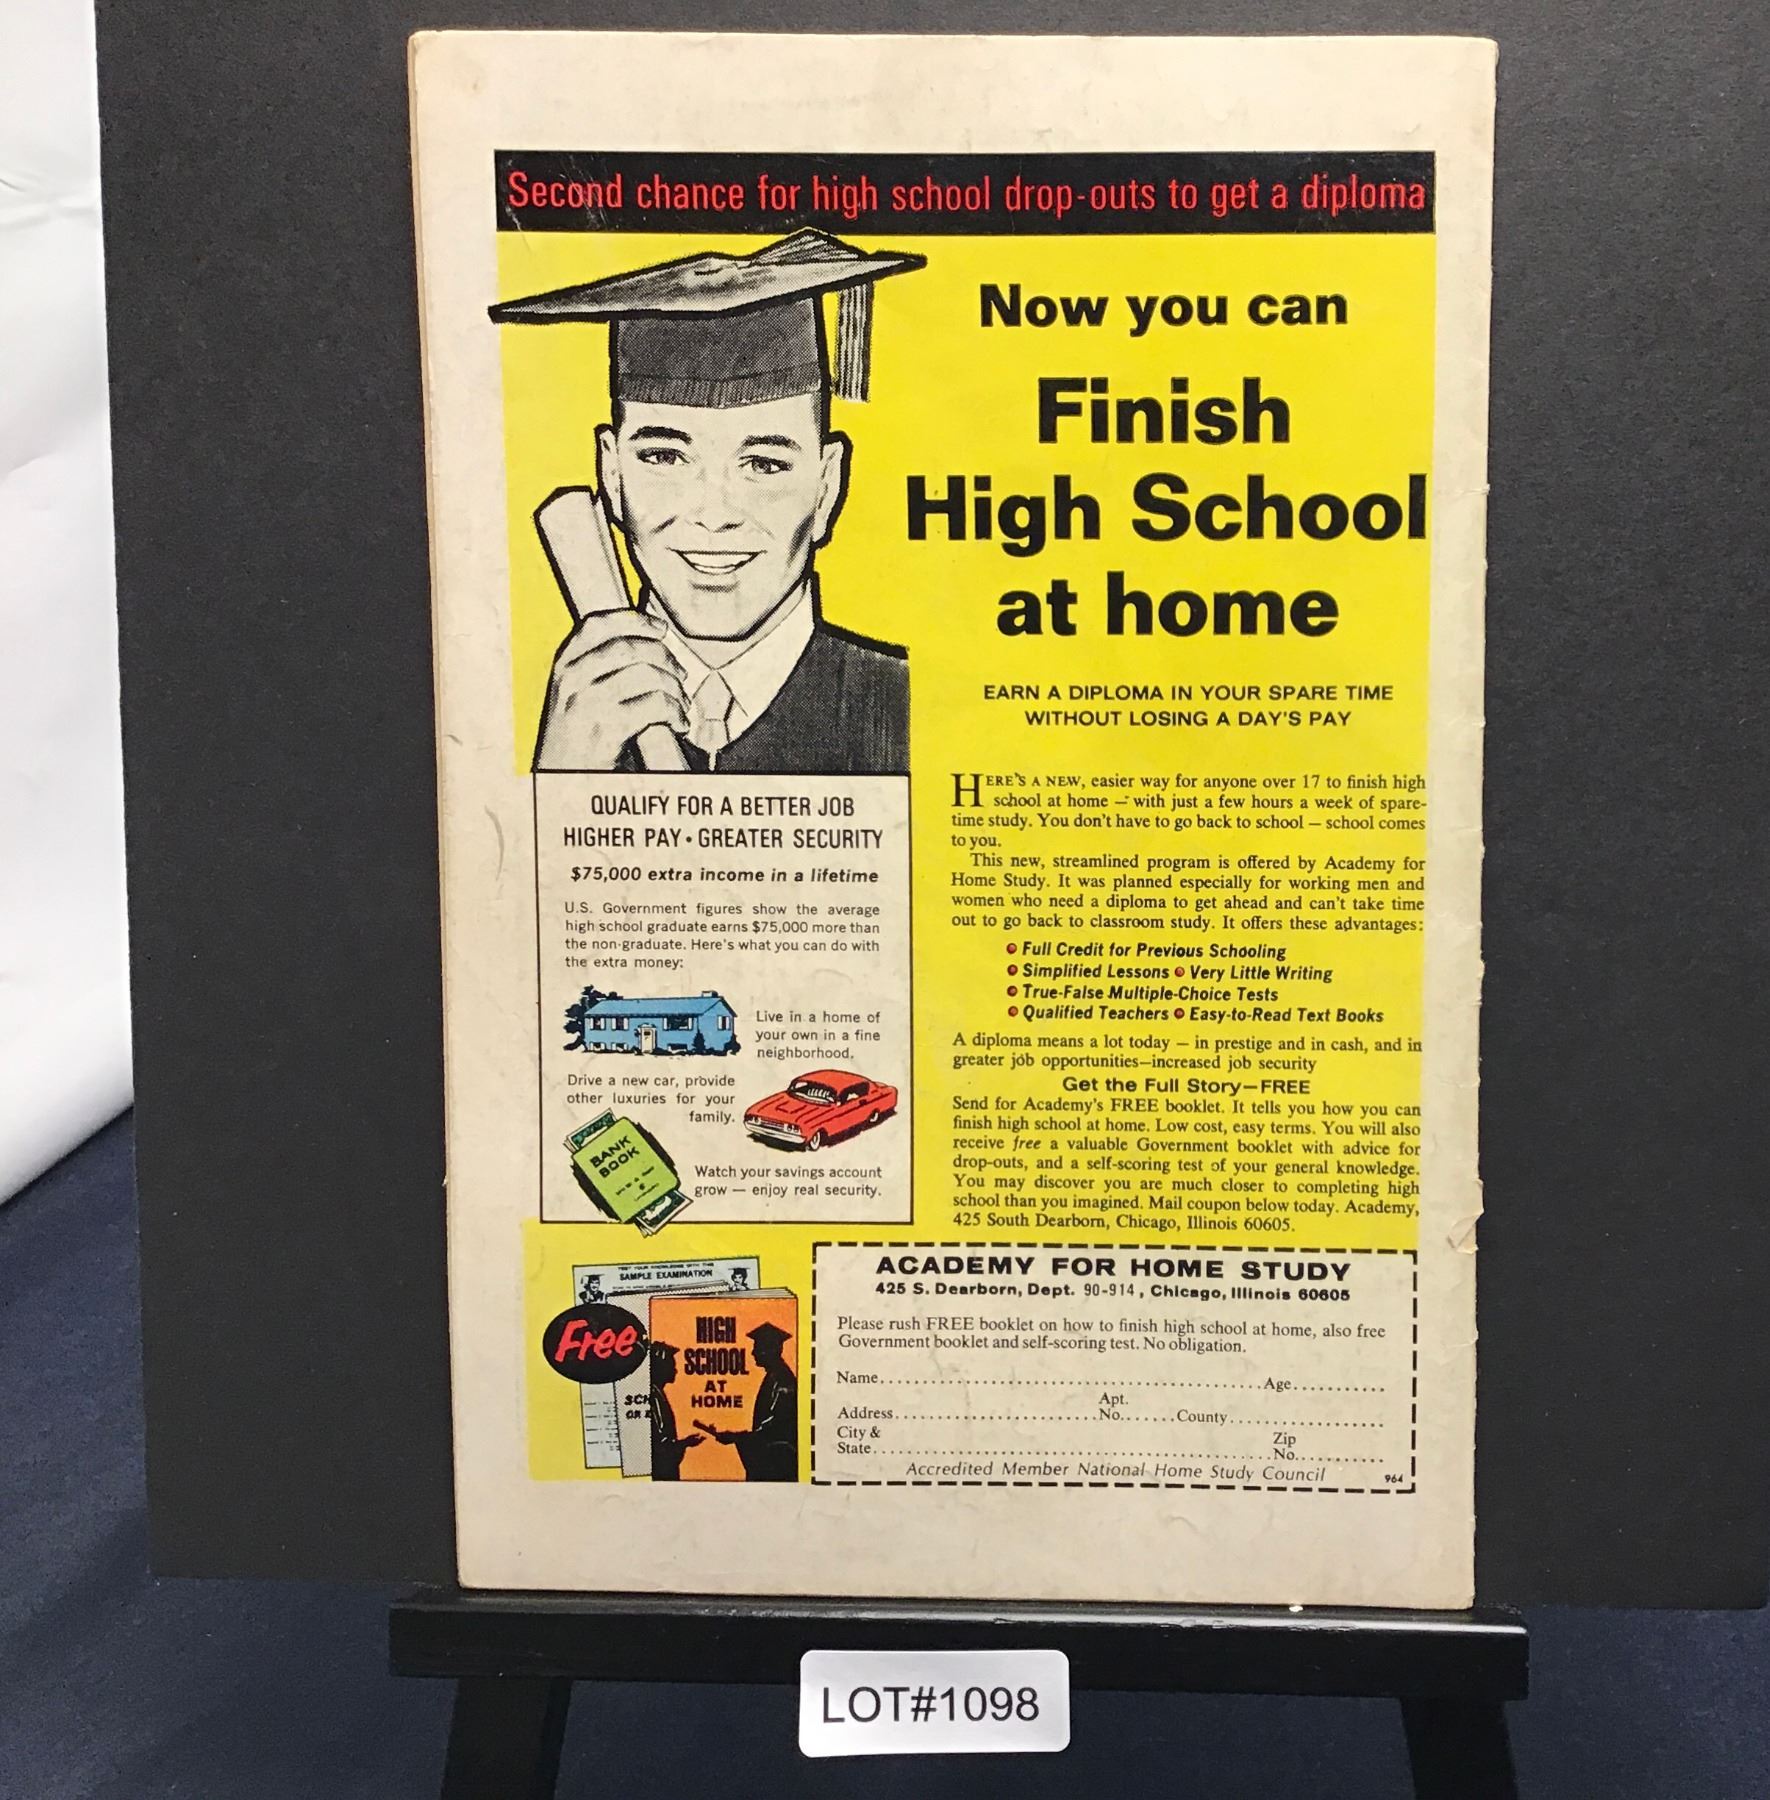 Second chance for high school drop-outs to get a diploma
Now you can
Finish
High School
at home
EARN A DIPLOMA IN YOUR SPARE TIME
WITHOUT LOSING A DAY'S PAY
QUALIFY FOR A BETTER JOB
HIGHER PAY • GREATER SECURITY
$75,000 extra income in a lifetime
U.S. Government figures show the average
high school graduate earns $75,000 more than
the non-graduate. Here's what you can do with
the extra money:
Live in a home of
your own in a fine
neighborhood.
Drive a new car, provide
other luxuries for your
family.
BANK
BOOK
Watch your savings account
grow — enjoy real security.
HERE'S A NEW, easier way for anyone over 17 to finish high
school at home — with just a few hours a week of spare-
time study. You don't have to go back to school — school comes
to you.
This new, streamlined program is offered by Academy for
Home Study. It was planned especially for working men and
women who need a diploma to get ahead and can't take time
out to go back to classroom study. It offers these advantages:
• Full Credit for Previous Schooling
• Simplified Lessons • Very Little Writing
• True-False Multiple-Choice Tests
• Qualified Teachers • Easy-to-Read Text Books
A diploma means a lot today — in prestige and in cash, and in
greater job opportunities—increased job security
Get the Full Story—FREE
Send for Academy's FREE booklet. It tells you how you can
finish high school at home. Low cost, easy terms. You will also
receive free a valuable Government booklet with advice for
drop-outs, and a self-scoring test of your general knowledge.
You may discover you are much closer to completing high
school than you imagined. Mail coupon below today. Academy,
425 South Dearborn, Chicago, Illinois 60605.
TEST YOUR KNOWLEDGE WITH THIS
SAMPLE EXAMINATION
Free
SCH
OR
HIGH
SCHOOL
AT
HOME
ACADEMY FOR HOME STUDY
425 S. Dearborn, Dept. 90-914, Chicago, Illinois 60605
Please rush FREE booklet on how to finish high school at home, also free
Government booklet and self-scoring test. No obligation.
Name..........................................Age...........
Apt.
Address......................No.......County.................
City &
Zip
State............................................No...........
Accredited Member National Home Study Council
964
LOT#1098